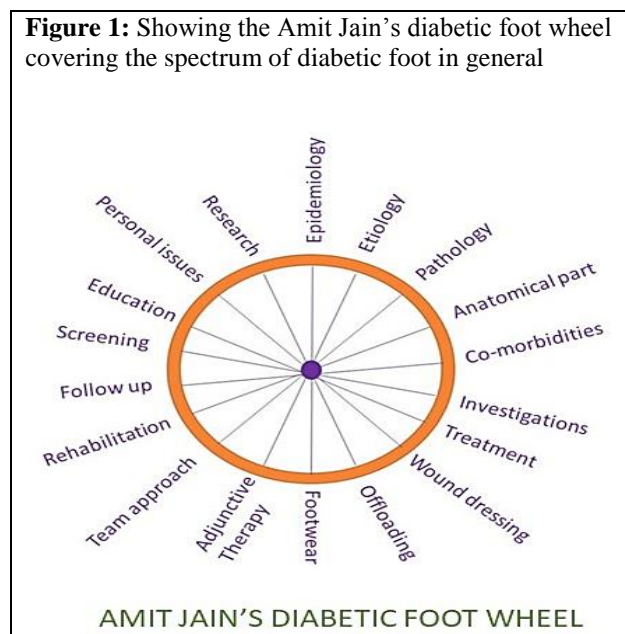 Figure 1: Showing the Amit Jain's diabetic foot wheel
covering the spectrum of diabetic foot in general
Epidemiology
Etiology
Pathology
Anatomical part
Co-morbidities
Investigations
Treatment
Wound dressing
Offloading
Footwear
Adjunctive
Therapy
Team approach
Rehabilitation
Follow up
Screening
Education
Personal issues
Research
AMIT JAIN'S DIABETIC FOOT WHEEL